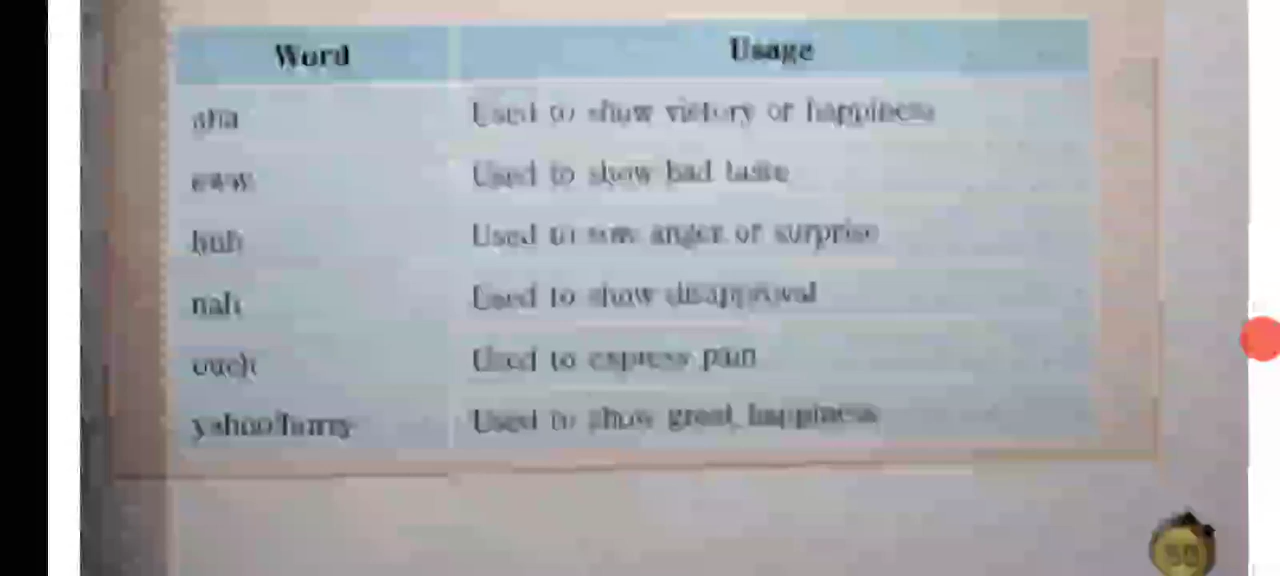 Word Usage
aha Used to show victory or happiness
eww Used to show bad taste
huh Used to anger or surprise
nah Used to show disapproval
ouch Used to express pain
yahoo/hurray Used to show great happiness